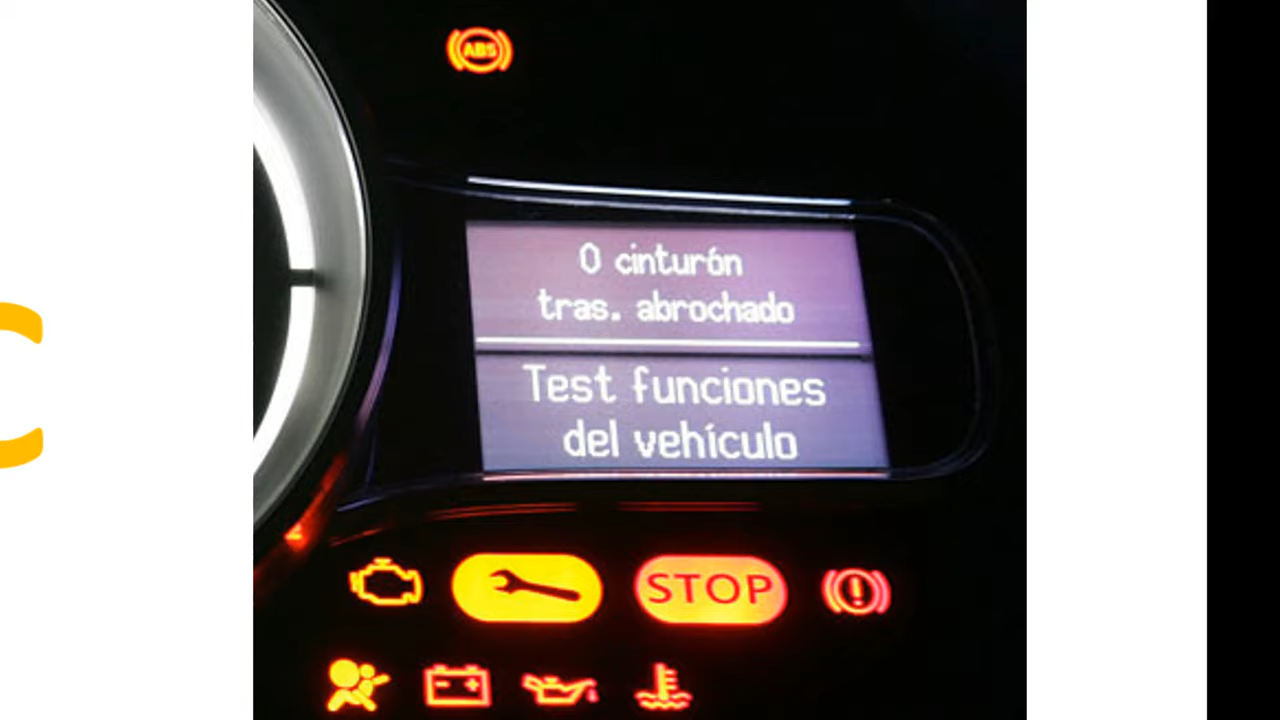 ABS
0 cinturón
tras. abrochado
Test funciones
del vehículo
STOP